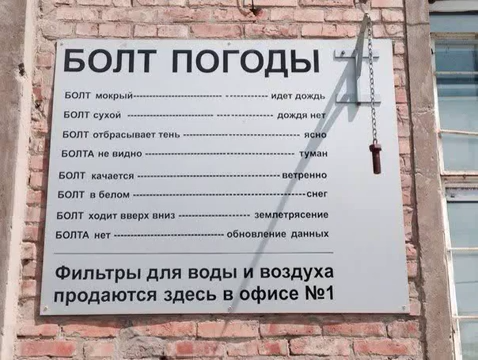 БОЛТ ПОГОДЫ
БОЛТ мокрый---------------------- ----------- идет дождь
БОЛТ сухой ---------------------- ----------- дождя нет
БОЛТ отбрасывает тень ------------------------------ ясно
БОЛТА не видно -------------------------------- туман
БОЛТ качается-------------------------------- ветренно
БОЛТ в белом -------------------------------------снег
БОЛТ ходит вверх вниз ---------------- землетрясение
БОЛТА нет --------------------------- обновление данных
Фильтры для воды и воздуха
продаются здесь в офисе №1